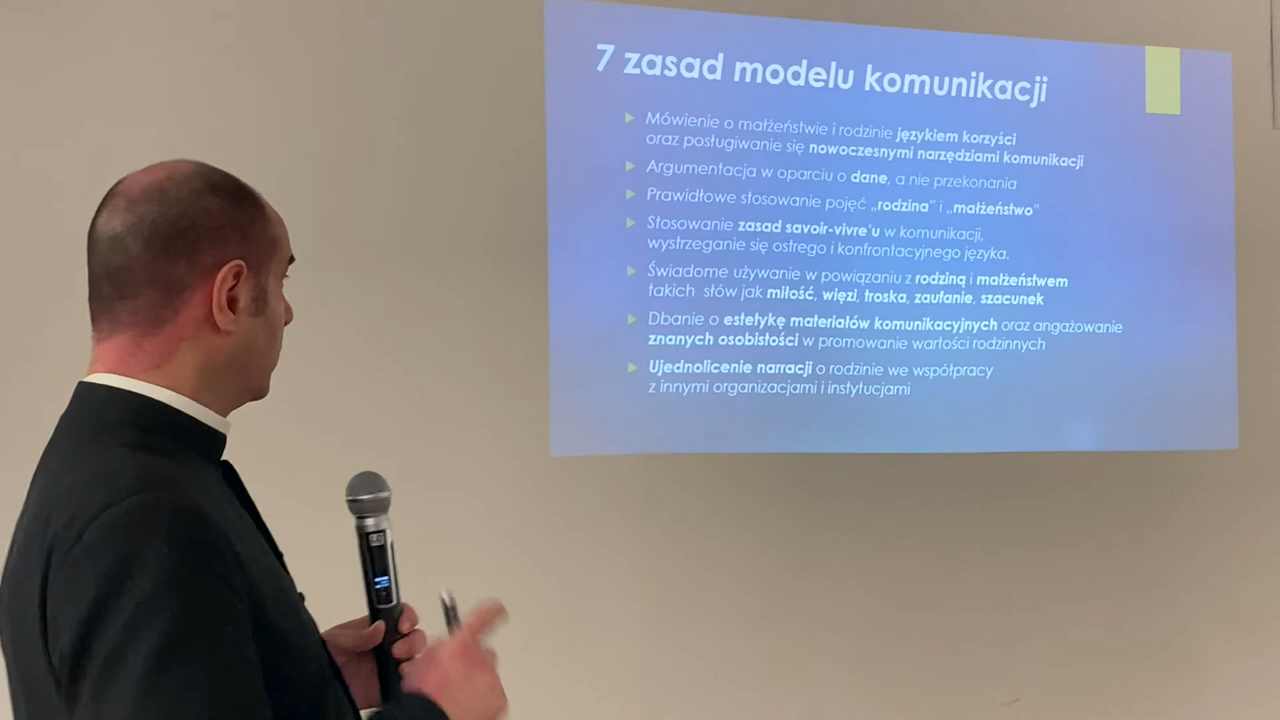 7 zasad modelu komunikacji
Mówienie o małżeństwie i rodzinie językiem korzyści
oraz posługiwanie się nowoczesnymi narzędziami komunikacji
Argumentacja w oparciu o dane, a nie przekonania
Prawidłowe stosowanie pojęć „rodzina” i „małżeństwo”
Stosowanie zasad savoir-vivre'u w komunikacji,
wystrzeganie się ostrego i konfrontacyjnego języka.
Świadome używanie w powiązaniu z rodziną i małżeństwem
takich słów jak miłość, więzi, troska, zaufanie, szacunek
Dbanie o estetykę materiałów komunikacyjnych oraz angażowanie
znanych osobistości w promowanie wartości rodzinnych
Ujednolicenie narracji o rodzinie we współpracy
z innymi organizacjami i instytucjami